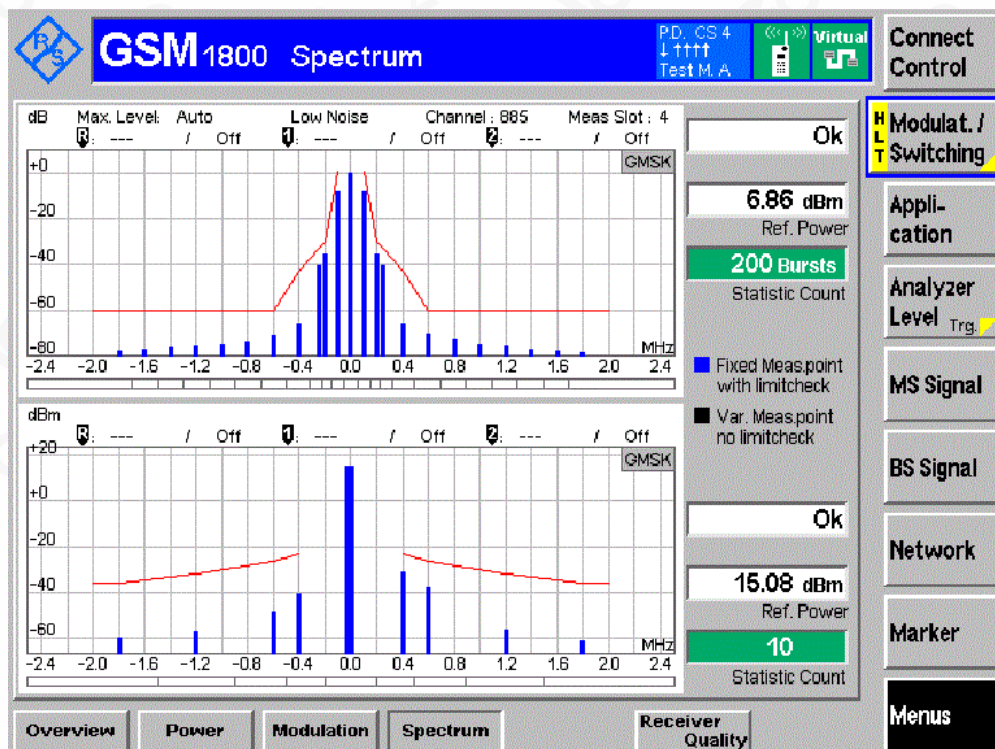 R/S
GSM 1800 Spectrum
P.D. CS 4
↓ ↑↑↑↑
Test M. A
Virtual
Connect Control
dB Max. Level: Auto Low Noise Channel : 885 Meas Slot : 4
R: --- / Off 1: --- / Off 2: --- / Off
GMSK
+0
-20
-40
-60
-80
MHz
-2.4 -2.0 -1.6 -1.2 -0.8 -0.4 0.0 0.4 0.8 1.2 1.6 2.0 2.4
Ok
6.86 dBm
Ref. Power
200 Bursts
Statistic Count
Fixed Meas.point
with limitcheck
Var. Meas.point
no limitcheck
dBm
R: --- / Off 1: --- / Off 2: --- / Off
GMSK
+20
+0
-20
-40
-60
MHz
-2.4 -2.0 -1.6 -1.2 -0.8 -0.4 0.0 0.4 0.8 1.2 1.6 2.0 2.4
Ok
15.08 dBm
Ref. Power
10
Statistic Count
HLT
Modulat. /
Switching
Appli-
cation
Analyzer
Level Trg.
MS Signal
BS Signal
Network
Marker
Menus
Overview
Power
Modulation
Spectrum
Receiver
Quality